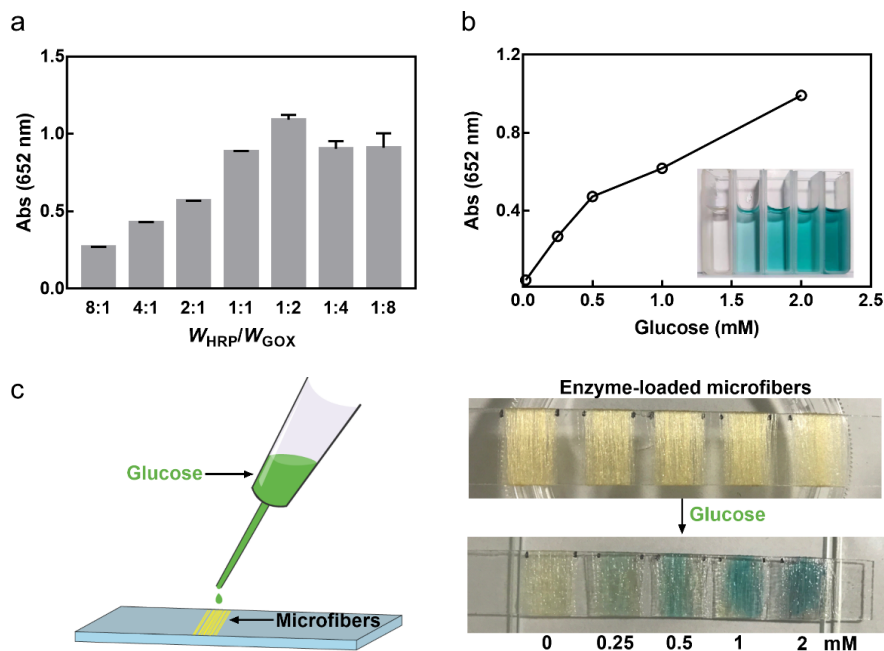 a
1.5
1.0
0.5
0.0
Abs (652 nm)
8:1 4:1 2:1 1:1 1:2 1:4 1:8
WHRP/WGOX
b
1.2
0.8
0.4
Abs (652 nm)
0.0 0.5 1.0 1.5 2.0 2.5
Glucose (mM)
c
Glucose
Microfibers
Enzyme-loaded microfibers
Glucose
0 0.25 0.5 1 2 mM